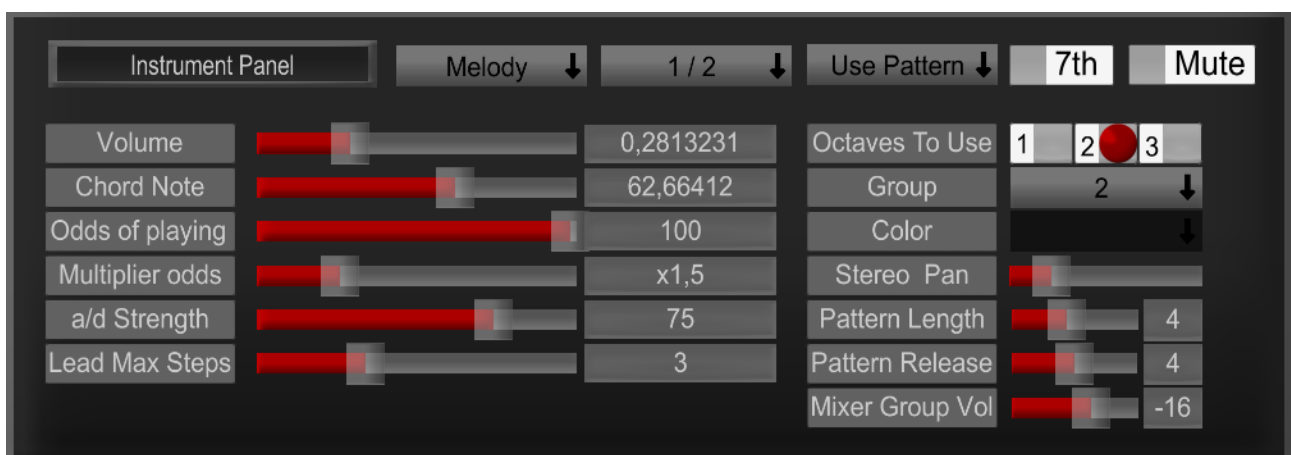 Instrument Panel Melody 1 / 2 Use Pattern 7th Mute
Volume 0,2813231 Octaves To Use 1 2 3
Chord Note 62,66412 Group 2
Odds of playing 100 Color
Multiplier odds x1,5 Stereo Pan
a/d Strength 75 Pattern Length 4
Lead Max Steps 3 Pattern Release 4
Mixer Group Vol -16